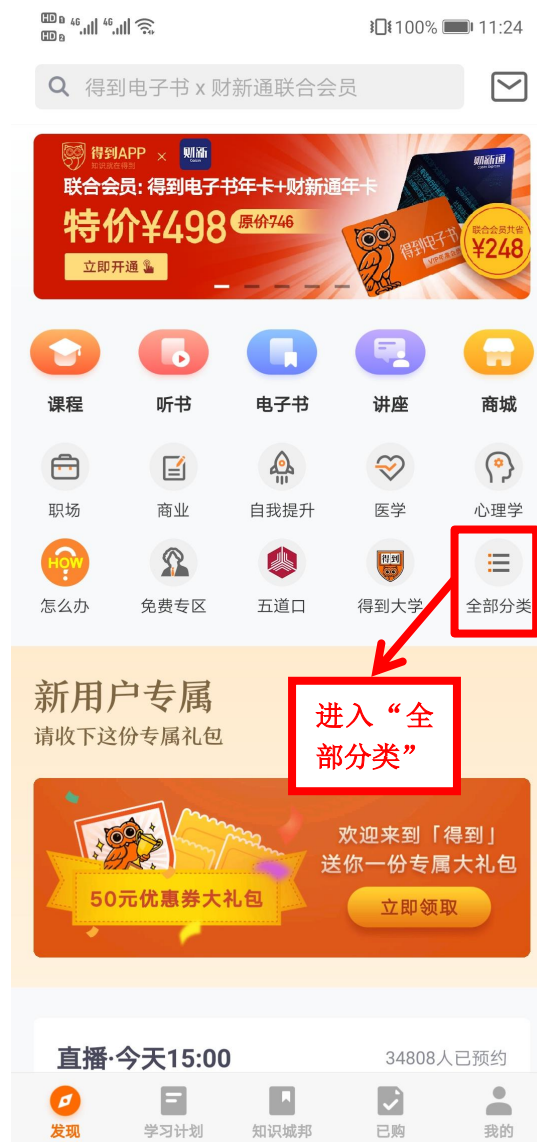 HD 1 4G 4G
HD 2
100% 11:24
得到电子书 x 财新通联合会员
得到APP × 财新
知识就在得到
财新通
联合会员: 得到电子书年卡+财新通年卡
特价¥498 原价746
得到电子书
VIP年度会员
联合会员共省
¥248
立即开通
课程 听书 电子书 讲座 商城
职场 商业 自我提升 医学 心理学
HOW
得到
怎么办 免费专区 五道口 得到大学 全部分类
新用户专属
请收下这份专属礼包
进入“全
部分类”
欢迎来到「得到」
送你一份专属大礼包
50元优惠券大礼包
立即领取
直播·今天15:00 34808人已预约
发现 学习计划 知识城邦 已购 我的